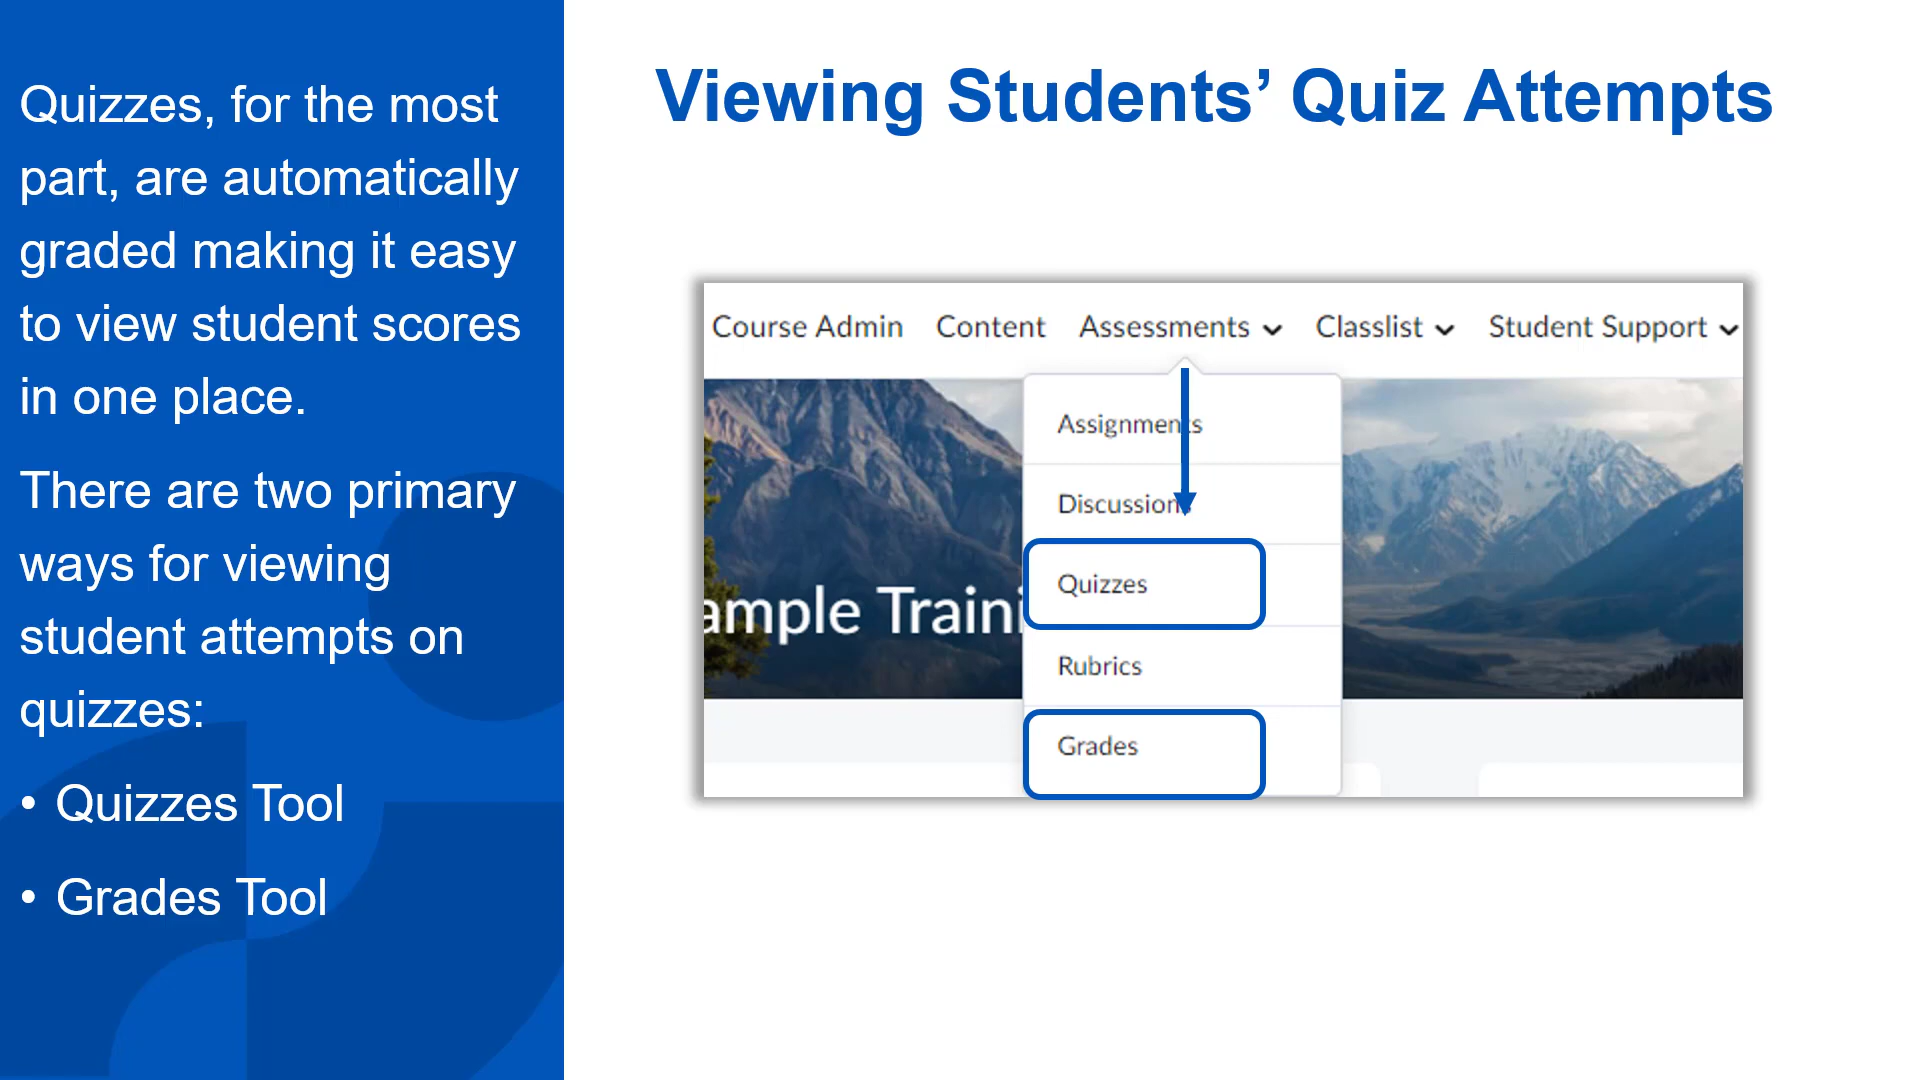 Quizzes, for the most
part, are automatically
graded making it easy
to view student scores
in one place.
There are two primary
ways for viewing
student attempts on
quizzes:
• Quizzes Tool
• Grades Tool
Viewing Students’ Quiz Attempts
Course Admin Content Assessments Classlist Student Support
Assignments
Discussions
Quizzes
ample Traini
Rubrics
Grades